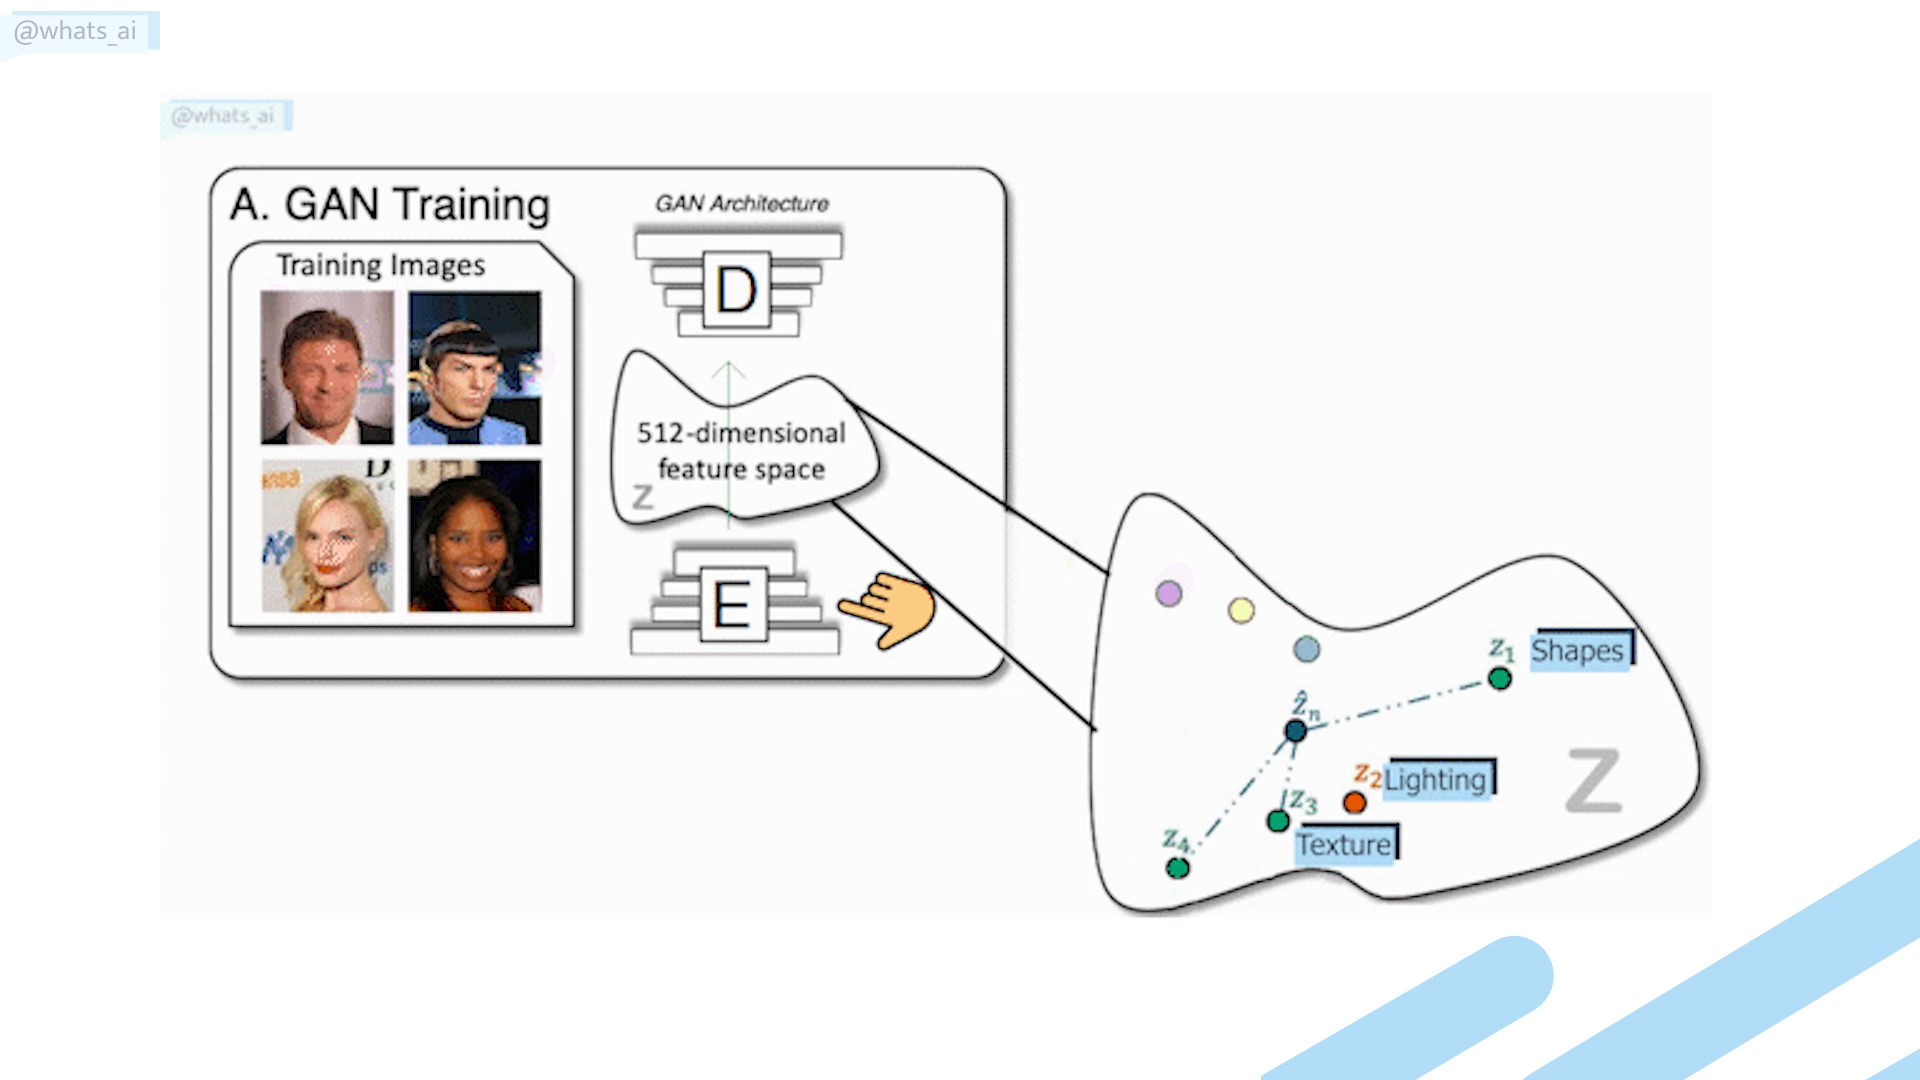 @whats_ai
@whats_ai
A. GAN Training
Training Images
GAN Architecture
D
512-dimensional
feature space
Z
E
z1 Shapes
ẑn
z2 Lighting
z3
Texture
z4
Z